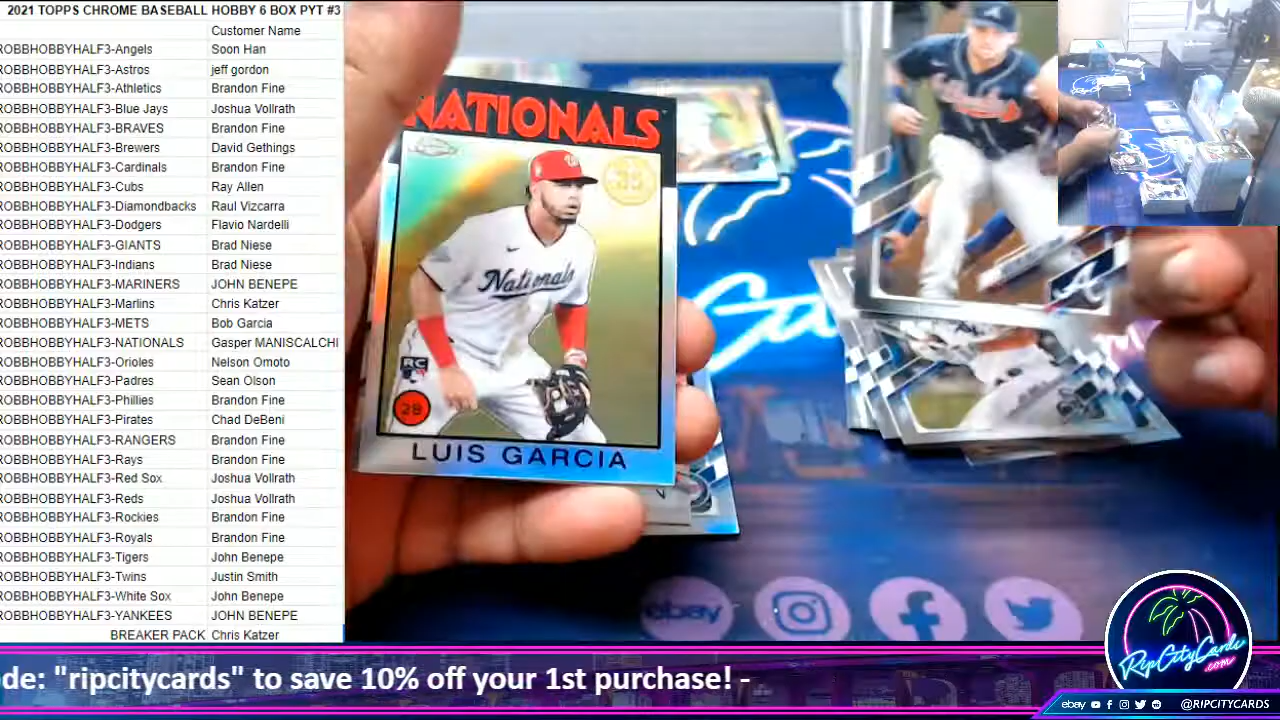 2021 TOPPS CHROME BASEBALL HOBBY 6 BOX PYT #3
Customer Name
ROBBHOBBYHALF3-Angels Soon Han
ROBBHOBBYHALF3-Astros jeff gordon
ROBBHOBBYHALF3-Athletics Brandon Fine
ROBBHOBBYHALF3-Blue Jays Joshua Vollrath
ROBBHOBBYHALF3-BRAVES Brandon Fine
ROBBHOBBYHALF3-Brewers David Gethings
ROBBHOBBYHALF3-Cardinals Brandon Fine
ROBBHOBBYHALF3-Cubs Ray Allen
ROBBHOBBYHALF3-Diamondbacks Raul Vizcarra
ROBBHOBBYHALF3-Dodgers Flavio Nardelli
ROBBHOBBYHALF3-GIANTS Brad Niese
ROBBHOBBYHALF3-Indians Brad Niese
ROBBHOBBYHALF3-MARINERS JOHN BENEPE
ROBBHOBBYHALF3-Marlins Chris Katzer
ROBBHOBBYHALF3-METS Bob Garcia
ROBBHOBBYHALF3-NATIONALS Gasper MANISCALCHI
ROBBHOBBYHALF3-Orioles Nelson Omoto
ROBBHOBBYHALF3-Padres Sean Olson
ROBBHOBBYHALF3-Phillies Brandon Fine
ROBBHOBBYHALF3-Pirates Chad DeBeni
ROBBHOBBYHALF3-RANGERS Brandon Fine
ROBBHOBBYHALF3-Rays Brandon Fine
ROBBHOBBYHALF3-Red Sox Joshua Vollrath
ROBBHOBBYHALF3-Reds Joshua Vollrath
ROBBHOBBYHALF3-Rockies Brandon Fine
ROBBHOBBYHALF3-Royals Brandon Fine
ROBBHOBBYHALF3-Tigers John Benepe
ROBBHOBBYHALF3-Twins Justin Smith
ROBBHOBBYHALF3-White Sox John Benepe
ROBBHOBBYHALF3-YANKEES JOHN BENEPE
BREAKER PACK Chris Katzer
NATIONALS
35
Nationals
RC
28
LUIS GARCIA
ebay
RipCityCards
.com
de: "ripcitycards" to save 10% off your 1st purchase! -
ebay @RIPCITYCARDS